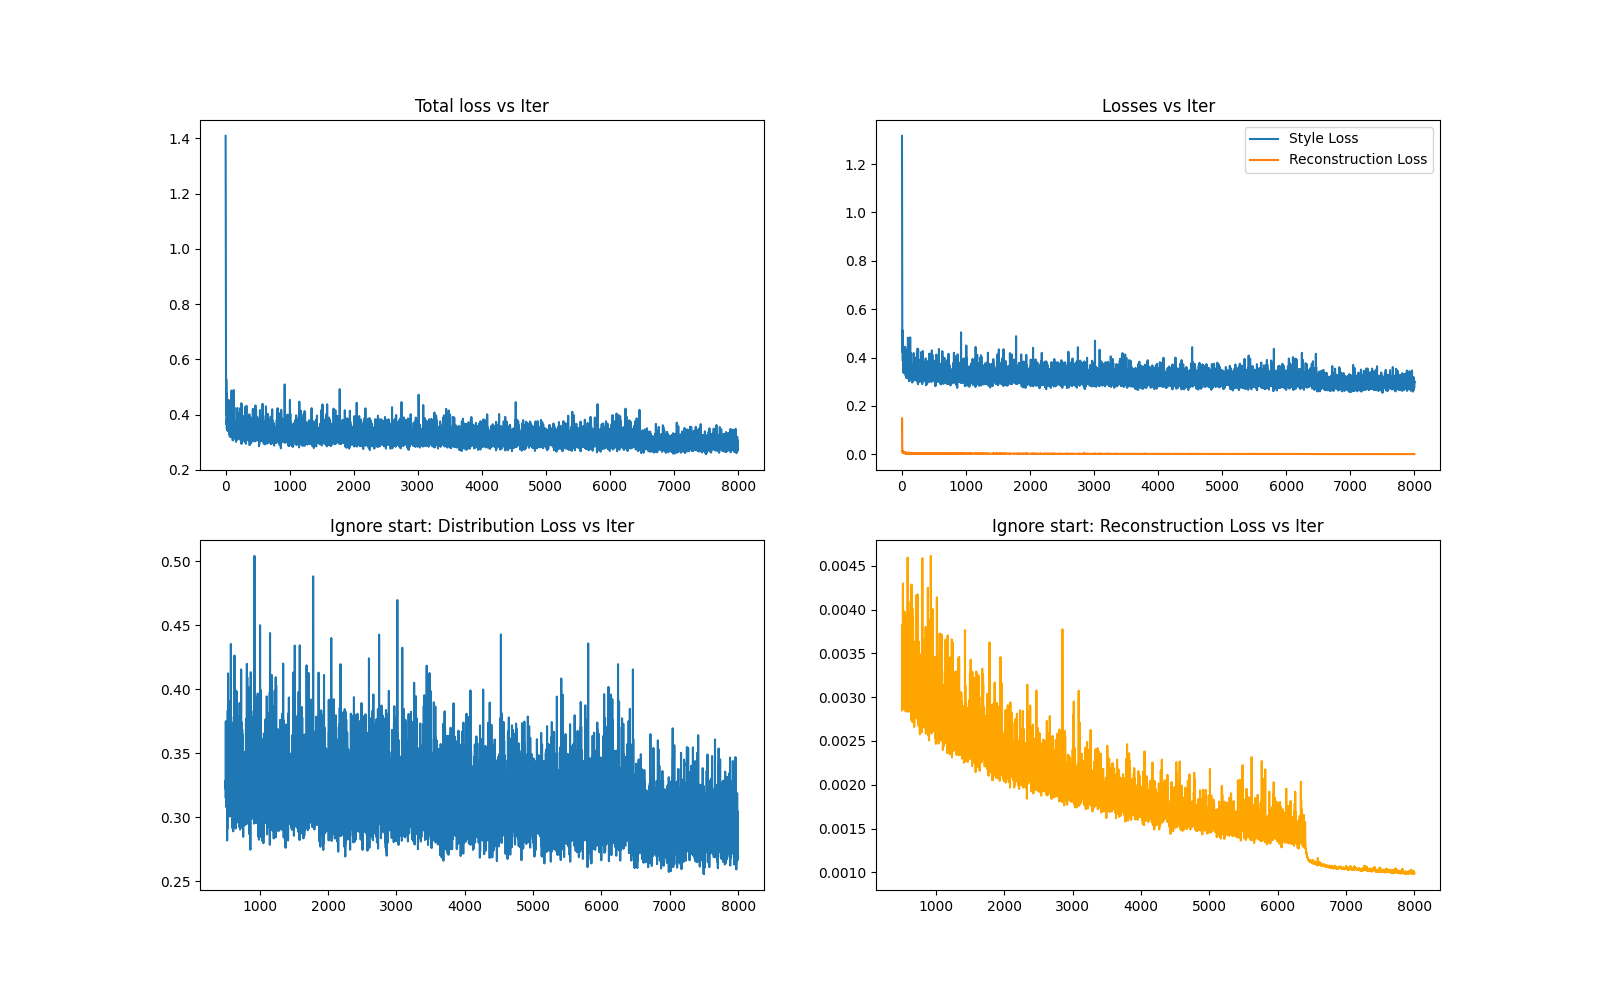 Total loss vs Iter
1.4
1.2
1.0
0.8
0.6
0.4
0.2
0 1000 2000 3000 4000 5000 6000 7000 8000
Losses vs Iter
Style Loss
Reconstruction Loss
1.2
1.0
0.8
0.6
0.4
0.2
0.0
0 1000 2000 3000 4000 5000 6000 7000 8000
Ignore start: Distribution Loss vs Iter
0.50
0.45
0.40
0.35
0.30
0.25
1000 2000 3000 4000 5000 6000 7000 8000
Ignore start: Reconstruction Loss vs Iter
0.0045
0.0040
0.0035
0.0030
0.0025
0.0020
0.0015
0.0010
1000 2000 3000 4000 5000 6000 7000 8000